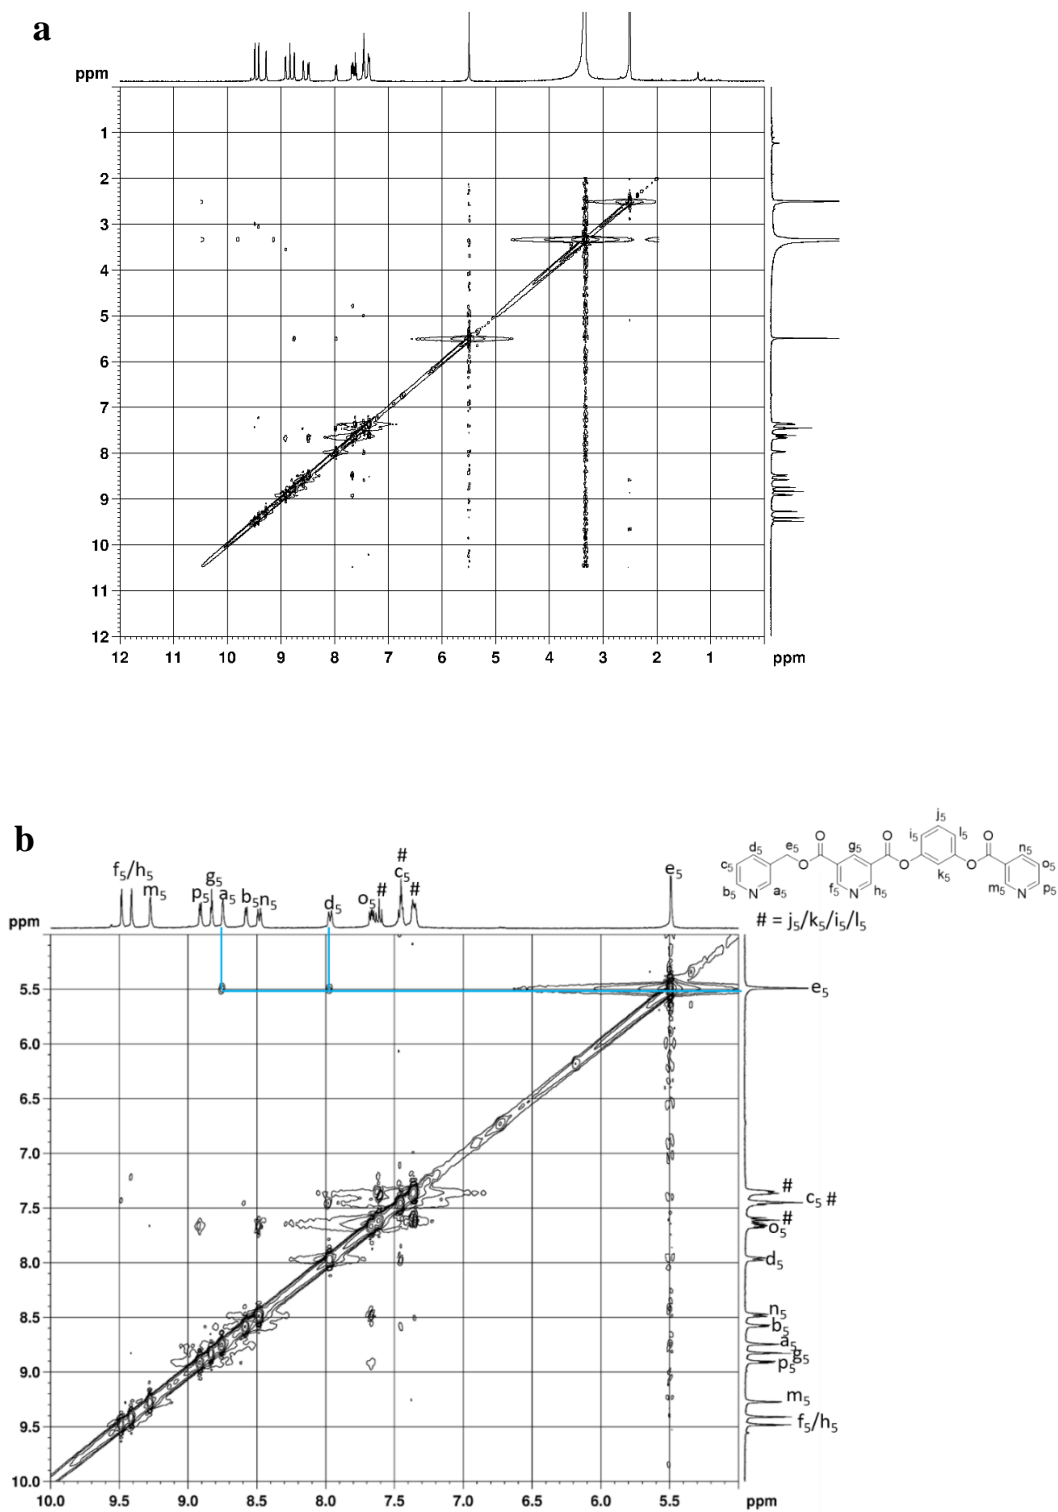 a
ppm
1
2
3
4
5
6
7
8
9
10
11
12
12 11 10 9 8 7 6 5 4 3 2 1 ppm
b
j₅
i₅ l₅
d₅ e₅ O g₅ O O n₅
c₅ O O O k₅ O o₅
b₅ N a₅ f₅ N h₅ m₅ N p₅
# = j₅/k₅/i₅/l₅
f₅/h₅ m₅ p₅ g₅ a₅ b₅ n₅ d₅ o₅ # # c₅ # e₅
ppm
5.5 e₅
6.0
6.5
7.0
#
7.5 c₅ #
#
o₅
8.0 d₅
n₅
8.5 b₅
a₅
g₅
9.0 p₅
m₅
9.5 f₅/h₅
10.0
10.0 9.5 9.0 8.5 8.0 7.5 7.0 6.5 6.0 5.5 ppm